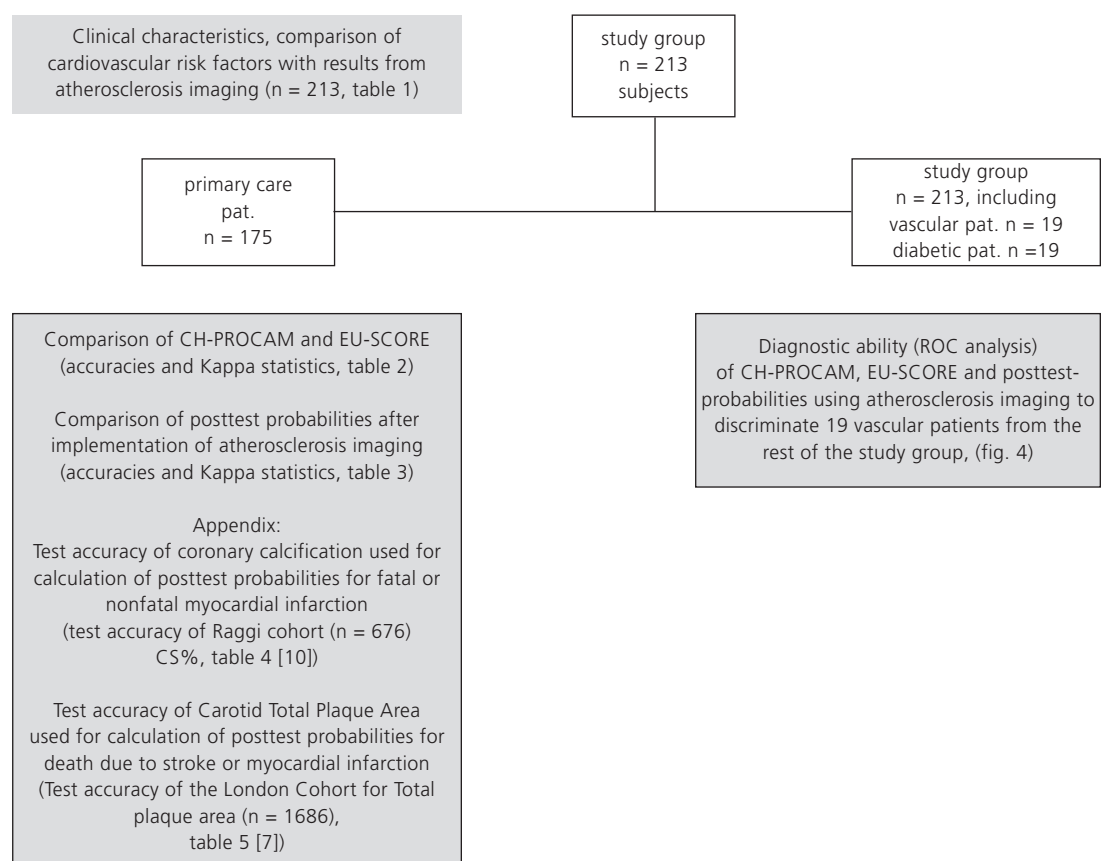 Clinical characteristics, comparison of
cardiovascular risk factors with results from
atherosclerosis imaging (n = 213, table 1)
study group
n = 213
subjects
primary care
pat.
n = 175
study group
n = 213, including
vascular pat. n = 19
diabetic pat. n =19
Comparison of CH-PROCAM and EU-SCORE
(accuracies and Kappa statistics, table 2)
Comparison of posttest probabilities after
implementation of atherosclerosis imaging
(accuracies and Kappa statistics, table 3)
Appendix:
Test accuracy of coronary calcification used for
calculation of posttest probabilities for fatal or
nonfatal myocardial infarction
(test accuracy of Raggi cohort (n = 676)
CS%, table 4 [10])
Test accuracy of Carotid Total Plaque Area
used for calculation of posttest probabilities for
death due to stroke or myocardial infarction
(Test accuracy of the London Cohort for Total
plaque area (n = 1686),
table 5 [7])
Diagnostic ability (ROC analysis)
of CH-PROCAM, EU-SCORE and posttest-
probabilities using atherosclerosis imaging to
discriminate 19 vascular patients from the
rest of the study group, (fig. 4)